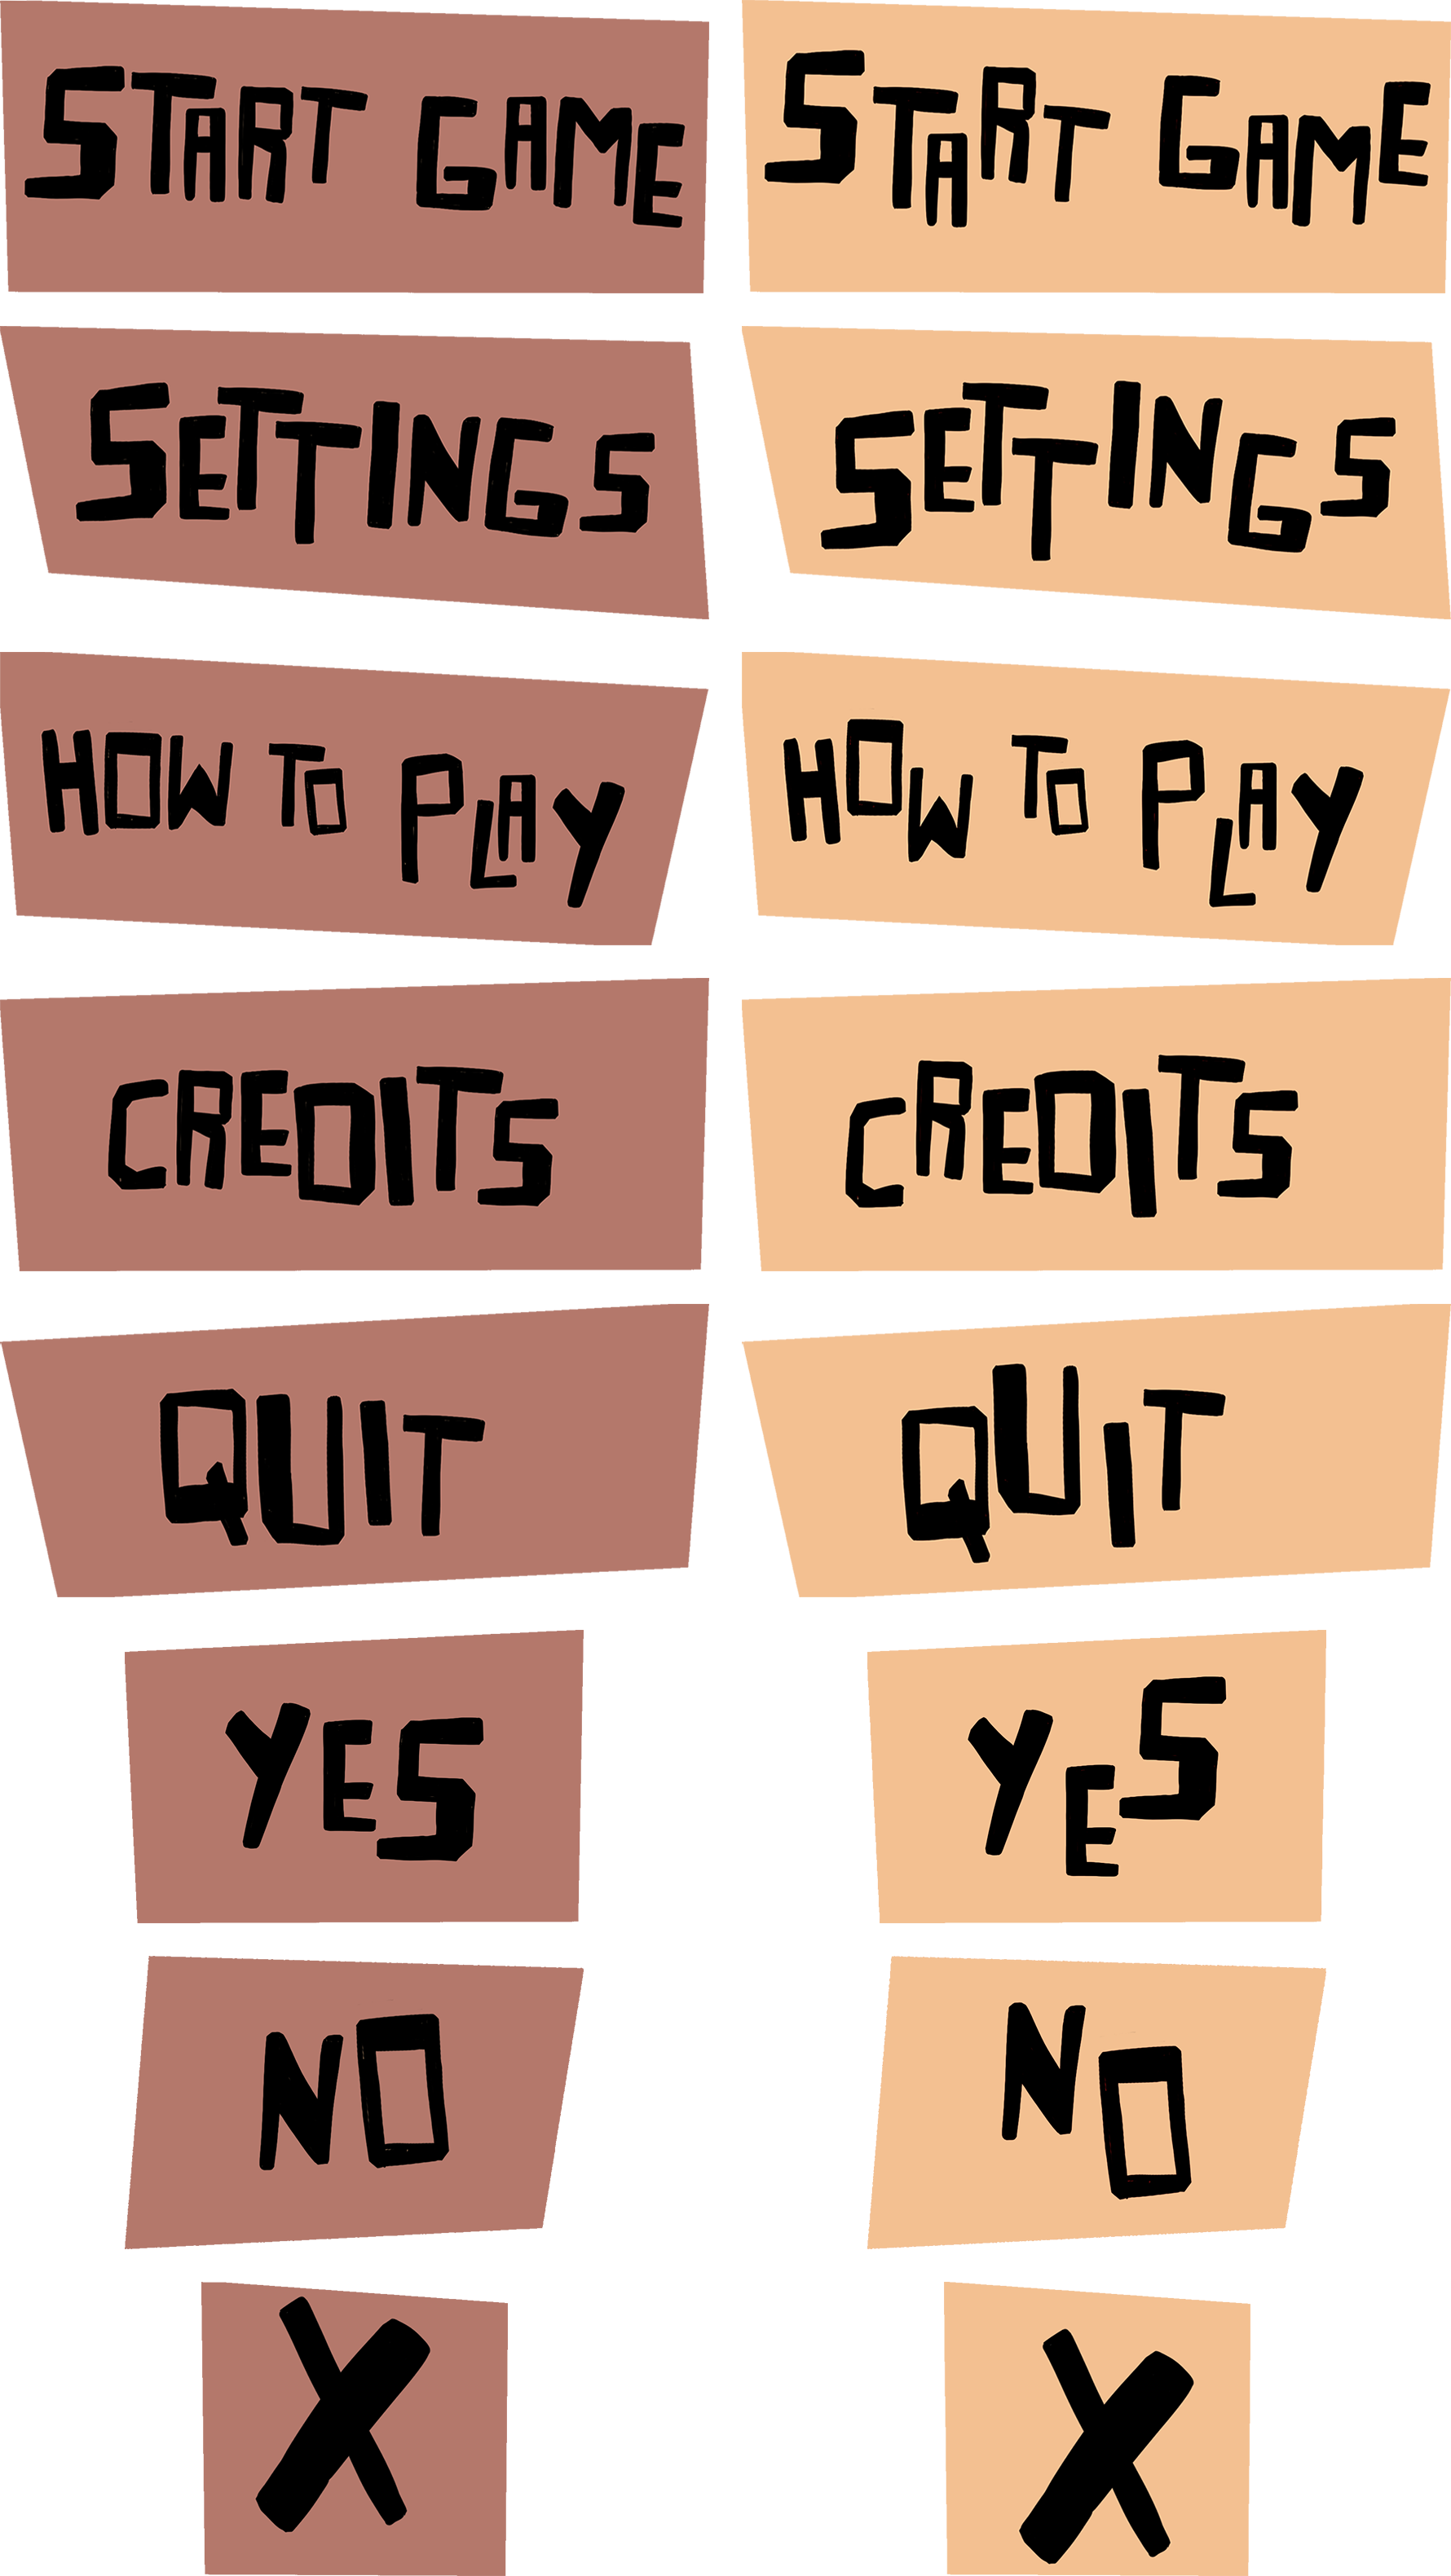 START GAME START GAME
SETTINGS SETTINGS
HOW TO PLAY HOW TO PLAY
CREDITS CREDITS
QUIT QUIT
YES YES
NO NO
X X